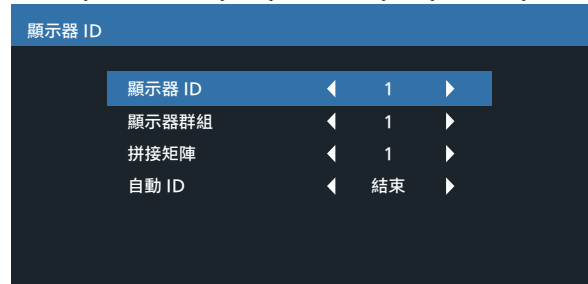 顯示器 ID
顯示器 ID 1
顯示器群組 1
拼接矩陣 1
自動 ID 結束